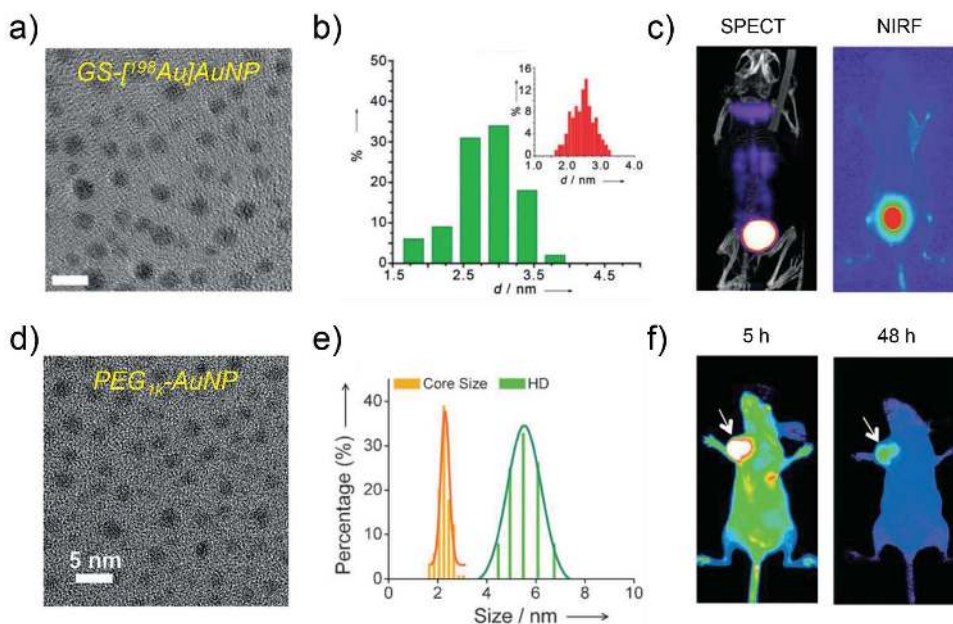 a)
GS-[¹⁹⁸Au]AuNP
b)
%
50
40
30
20
10
0
1.5
2.5
3.5
4.5
d / nm
%
16
12
8
4
0
1.0
2.0
3.0
4.0
d / nm
c)
SPECT
NIRF
d)
PEG₁ₖ-AuNP
5 nm
e)
Core Size
HD
Percentage (%)
40
30
20
10
0
0
2
4
6
8
10
Size / nm
f)
5 h
48 h